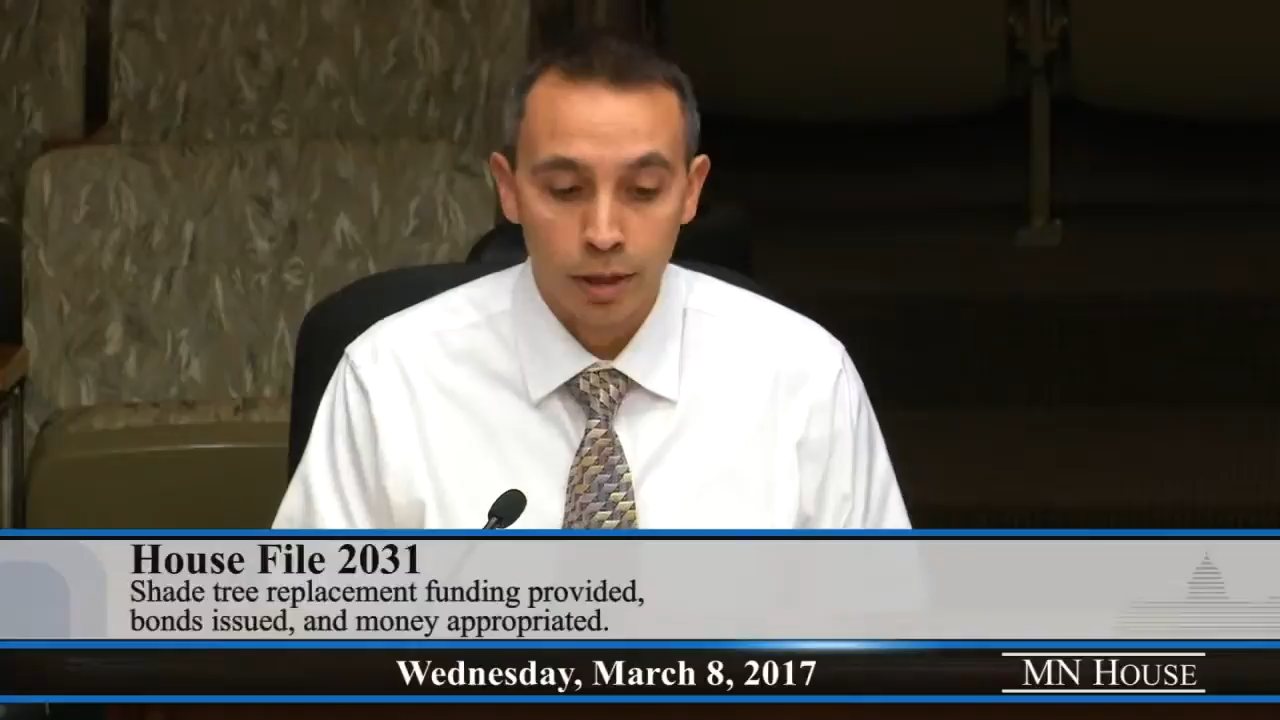 House File 2031
Shade tree replacement funding provided,
bonds issued, and money appropriated.
Wednesday, March 8, 2017
MN HOUSE